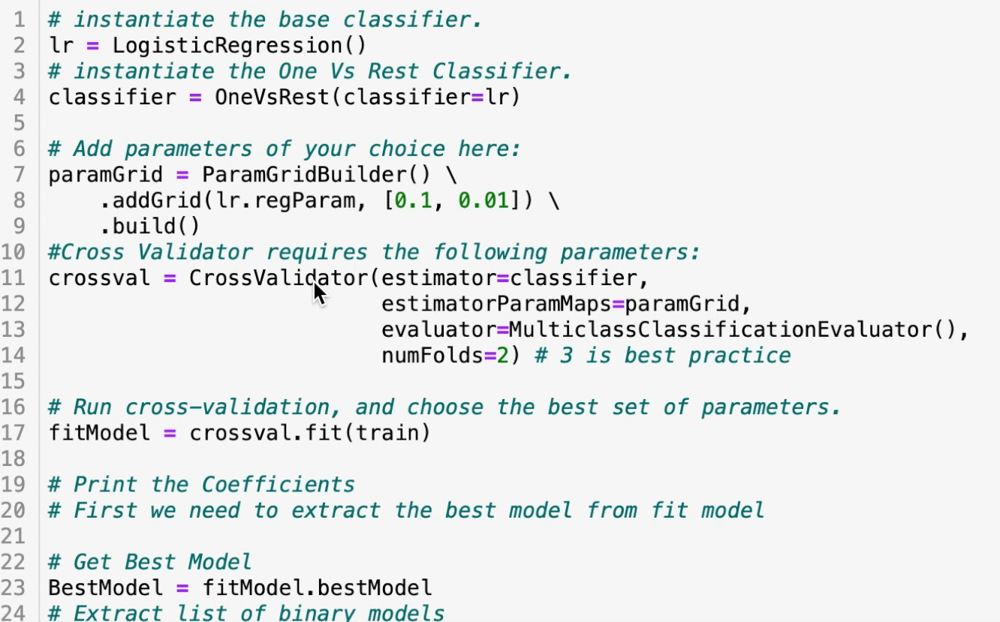 1 # instantiate the base classifier.
2 lr = LogisticRegression()
3 # instantiate the One Vs Rest Classifier.
4 classifier = OneVsRest(classifier=lr)
5
6 # Add parameters of your choice here:
7 paramGrid = ParamGridBuilder() \
8     .addGrid(lr.regParam, [0.1, 0.01]) \
9     .build()
10 #Cross Validator requires the following parameters:
11 crossval = CrossValidator(estimator=classifier,
12                           estimatorParamMaps=paramGrid,
13                           evaluator=MulticlassClassificationEvaluator(),
14                           numFolds=2) # 3 is best practice
15
16 # Run cross-validation, and choose the best set of parameters.
17 fitModel = crossval.fit(train)
18
19 # Print the Coefficients
20 # First we need to extract the best model from fit model
21
22 # Get Best Model
23 BestModel = fitModel.bestModel
24 # Extract list of binary models